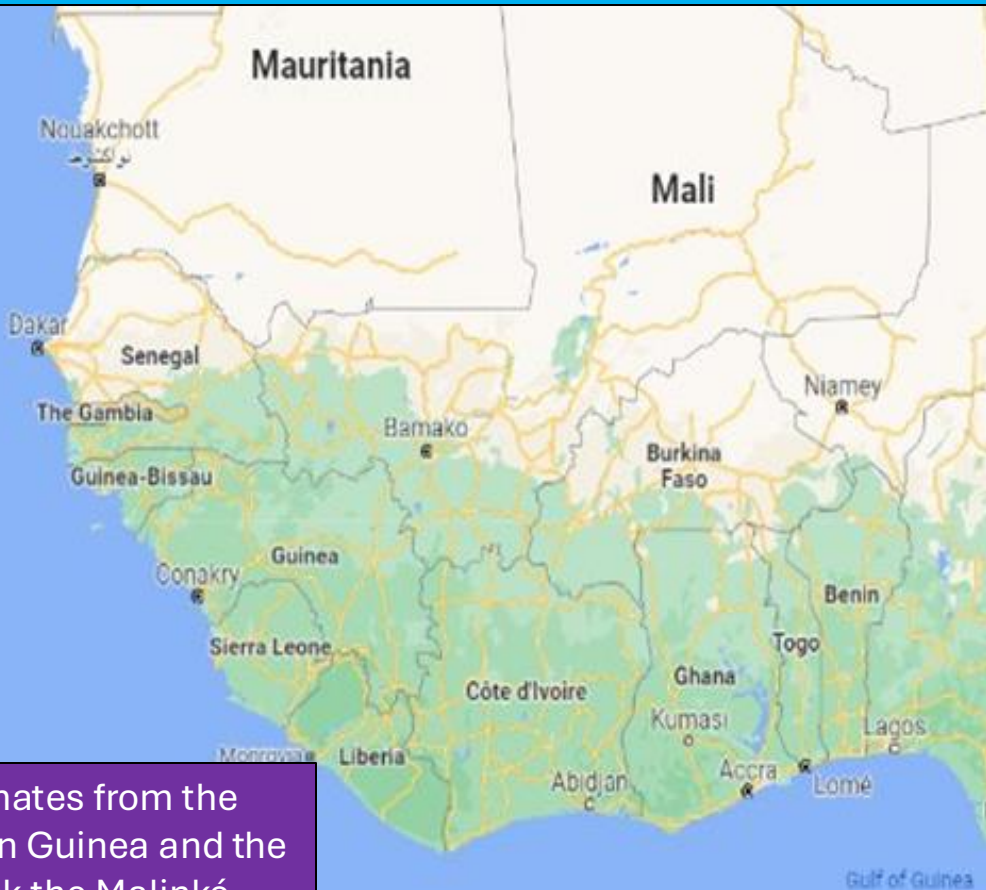 Mauritania
Nouakchott
نواكشوط
Mali
Dakar
Senegal
Niamey
The Gambia
Bamako
Burkina
Faso
Guinea-Bissau
Guinea
Conakry
Benin
Sierra Leone
Togo
Ghana
Côte d'Ivoire
Kumasi
Lagos
Monrovia
Liberia
Abidjan
Accra
Lomé
nates from the
n Guinea and the
k the Malinké
Gulf of Guinea